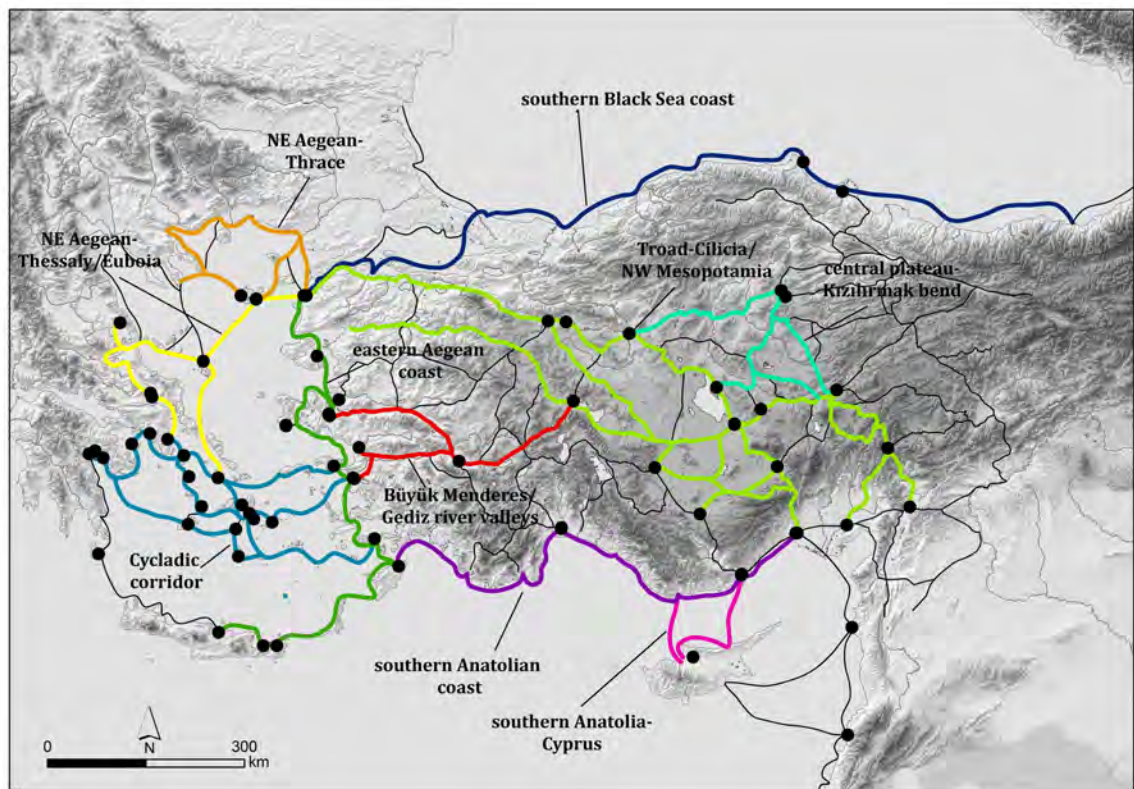 southern Black Sea coast
NE Aegean-
Thrace
NE Aegean-
Thessaly/Euboia
Troad-Cilicia/
NW Mesopotamia
central plateau-
Kızılırmak bend
eastern Aegean
coast
Büyük Menderes/
Gediz river valleys
Cycladic
corridor
southern Anatolian
coast
southern Anatolia-
Cyprus
0 N 300
km